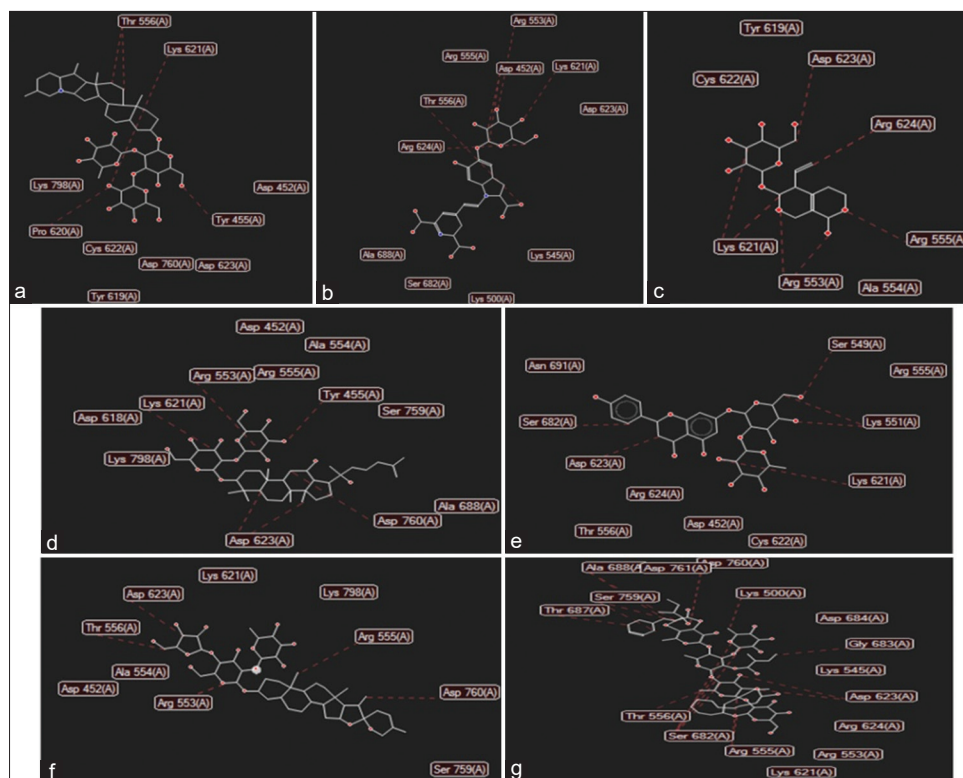 Thr 556(A)
Lys 621(A)
Lys 798(A)
Asp 452(A)
Tyr 455(A)
Pro 620(A)
Cys 622(A)
Asp 760(A)
Asp 623(A)
Tyr 619(A)
a
Arg 553(A)
Arg 555(A)
Asp 452(A)
Lys 621(A)
Thr 556(A)
Asp 623(A)
Arg 624(A)
Ala 688(A)
Lys 545(A)
Ser 682(A)
Lys 500(A)
b
Tyr 619(A)
Asp 623(A)
Cys 622(A)
Arg 624(A)
Lys 621(A)
Arg 555(A)
Arg 553(A)
Ala 554(A)
c
Asp 452(A)
Ala 554(A)
Arg 553(A)
Arg 555(A)
Lys 621(A)
Tyr 455(A)
Asp 618(A)
Ser 759(A)
Lys 798(A)
Ala 688(A)
Asp 760(A)
Asp 623(A)
d
Ser 549(A)
Asn 691(A)
Arg 555(A)
Ser 682(A)
Lys 551(A)
Asp 623(A)
Lys 621(A)
Arg 624(A)
Asp 452(A)
Thr 556(A)
Cys 622(A)
e
Lys 621(A)
Asp 623(A)
Lys 798(A)
Thr 556(A)
Arg 555(A)
Ala 554(A)
Asp 452(A)
Arg 553(A)
Asp 760(A)
Ser 759(A)
f
Asp 760(A)
Ala 688(A)
Asp 761(A)
Ser 759(A)
Lys 500(A)
Thr 687(A)
Asp 684(A)
Gly 683(A)
Lys 545(A)
Asp 623(A)
Thr 556(A)
Arg 624(A)
Ser 682(A)
Arg 555(A)
Arg 553(A)
Lys 621(A)
g